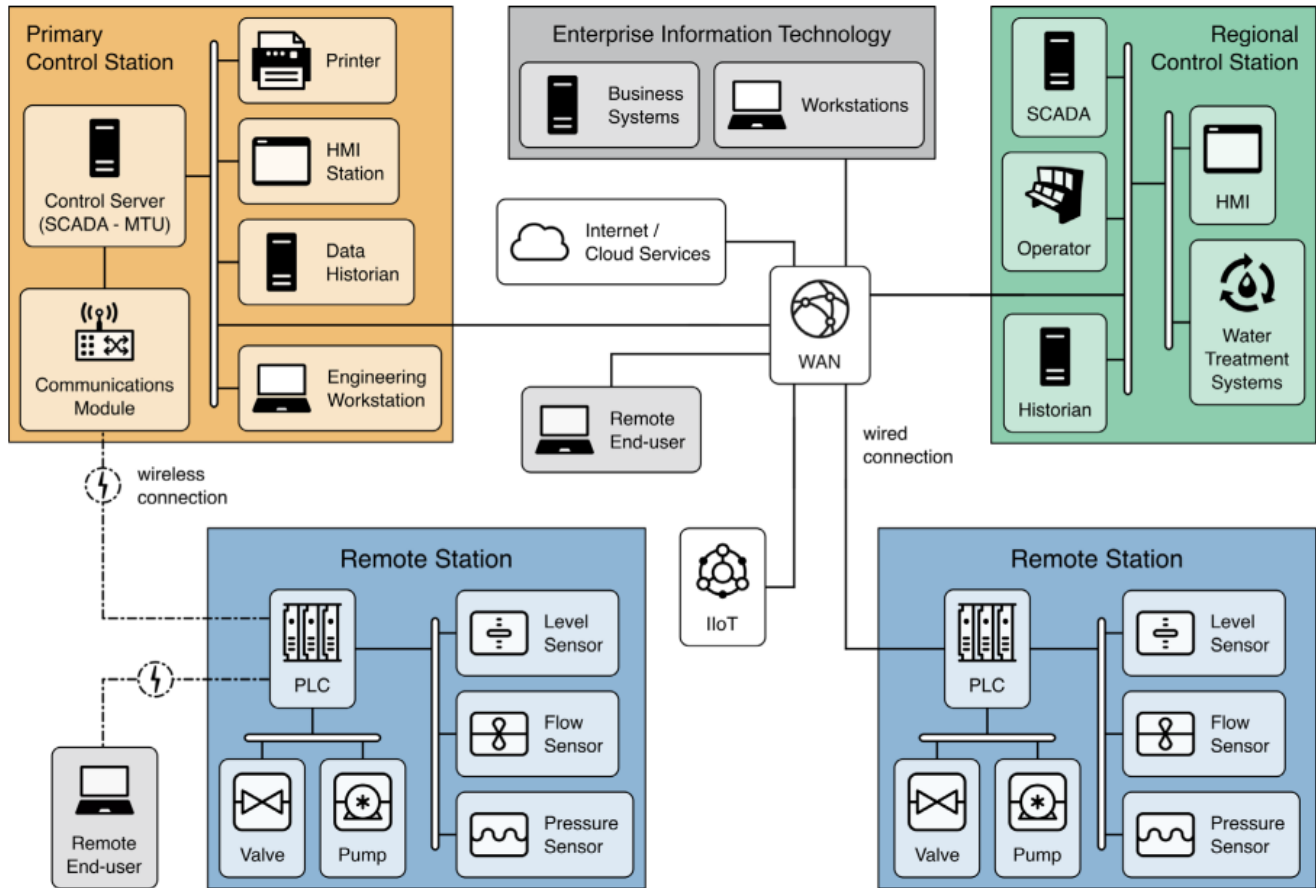 Primary
Control Station
Printer
HMI
Station
Control Server
(SCADA - MTU)
Data
Historian
Communications
Module
Engineering
Workstation
Enterprise Information Technology
Business
Systems
Workstations
Internet /
Cloud Services
WAN
Remote
End-user
IIoT
wired
connection
Regional
Control Station
SCADA
HMI
Operator
Water
Treatment
Systems
Historian
wireless
connection
Remote Station
PLC
Level
Sensor
Flow
Sensor
Pressure
Sensor
Valve
Pump
Remote
End-user
Remote Station
PLC
Level
Sensor
Flow
Sensor
Pressure
Sensor
Valve
Pump